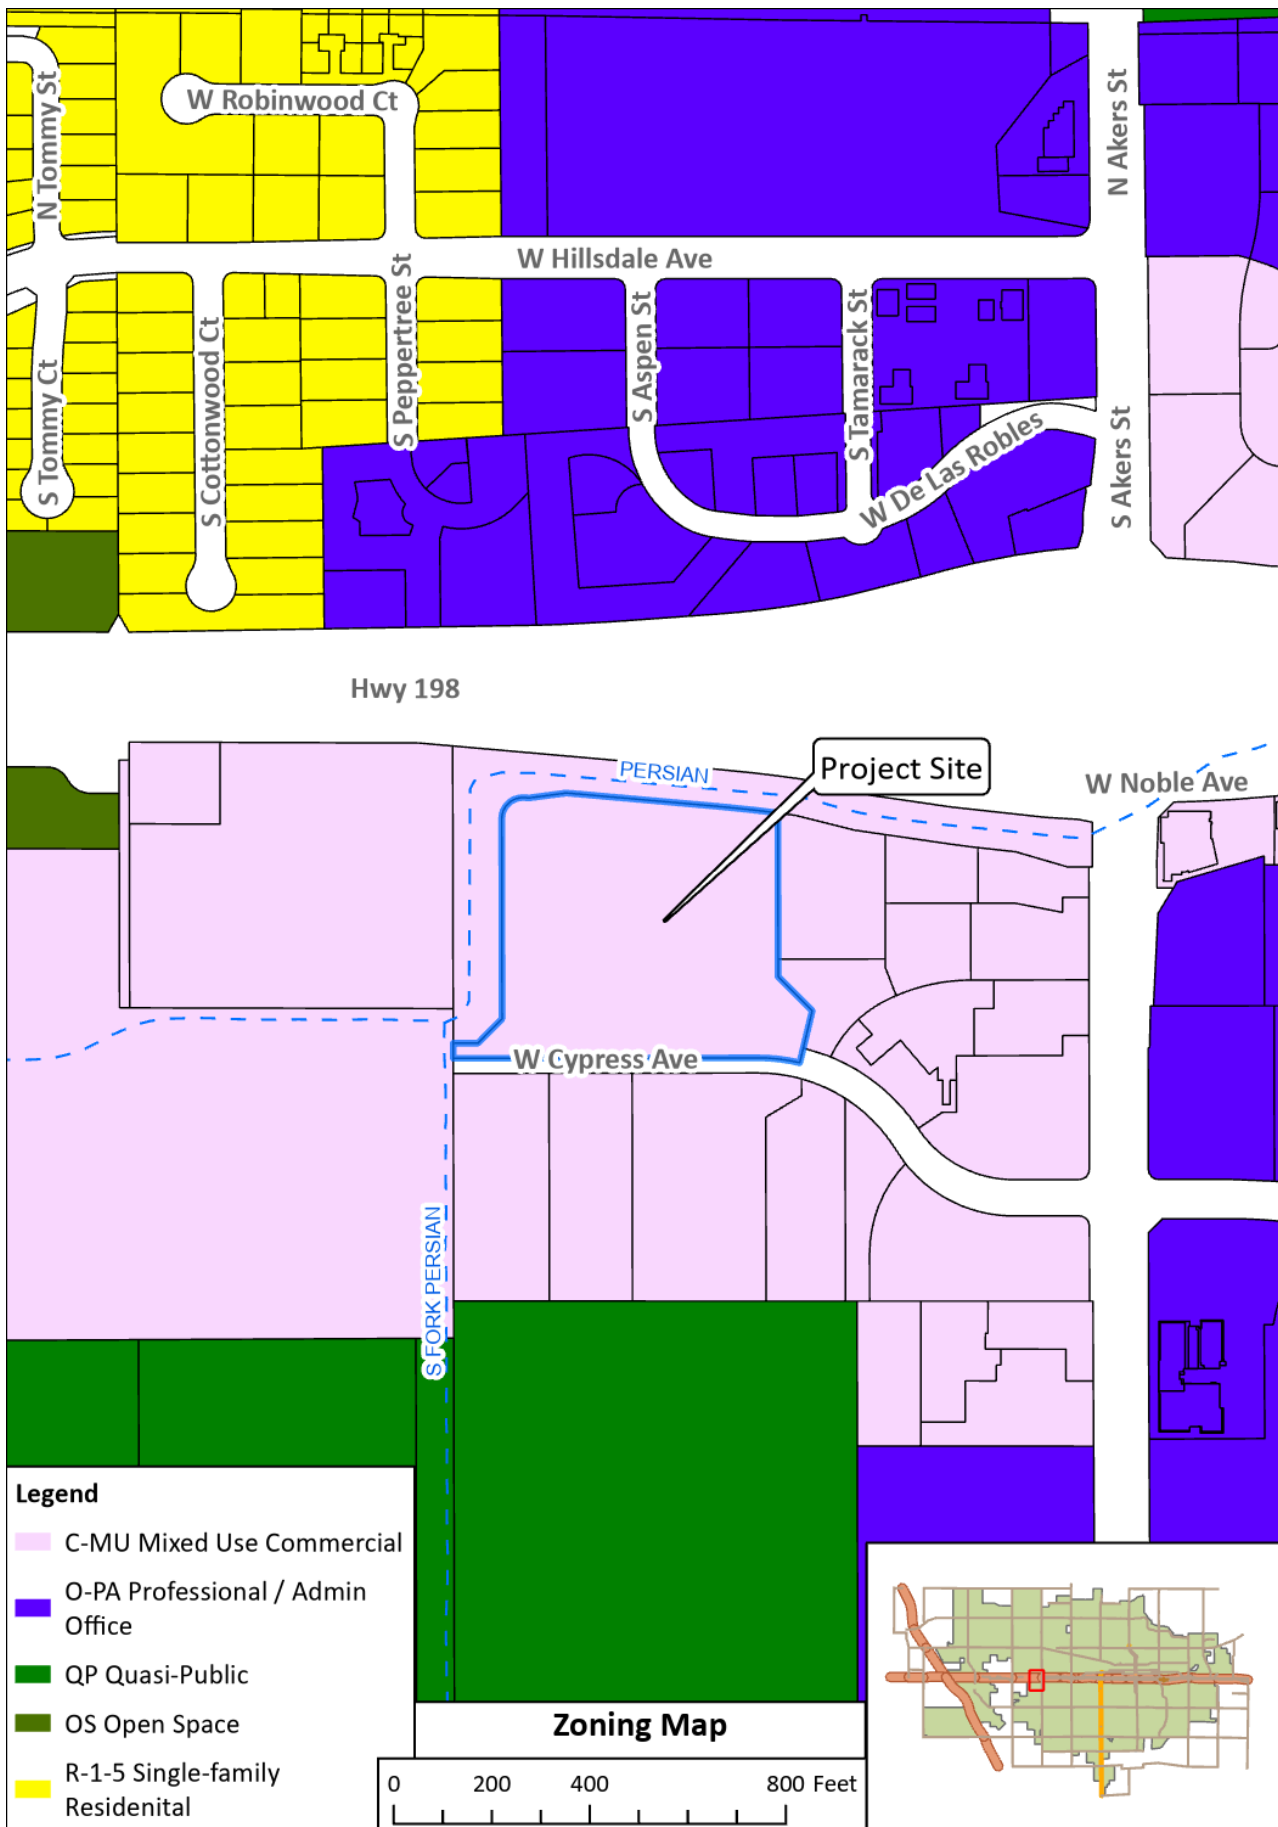 W Robinwood Ct
N Tommy St
N Akers St
W Hillsdale Ave
S Peppertree St
S Aspen St
S Tamarack St
S Cottonwood Ct
S Tommy Ct
W De Las Robles
S Akers St
Hwy 198
PERSIAN
Project Site
W Noble Ave
W Cypress Ave
S FORK PERSIAN
Legend
C-MU Mixed Use Commercial
O-PA Professional / Admin
Office
QP Quasi-Public
OS Open Space
R-1-5 Single-family
Residenital
Zoning Map
0 200 400 800 Feet